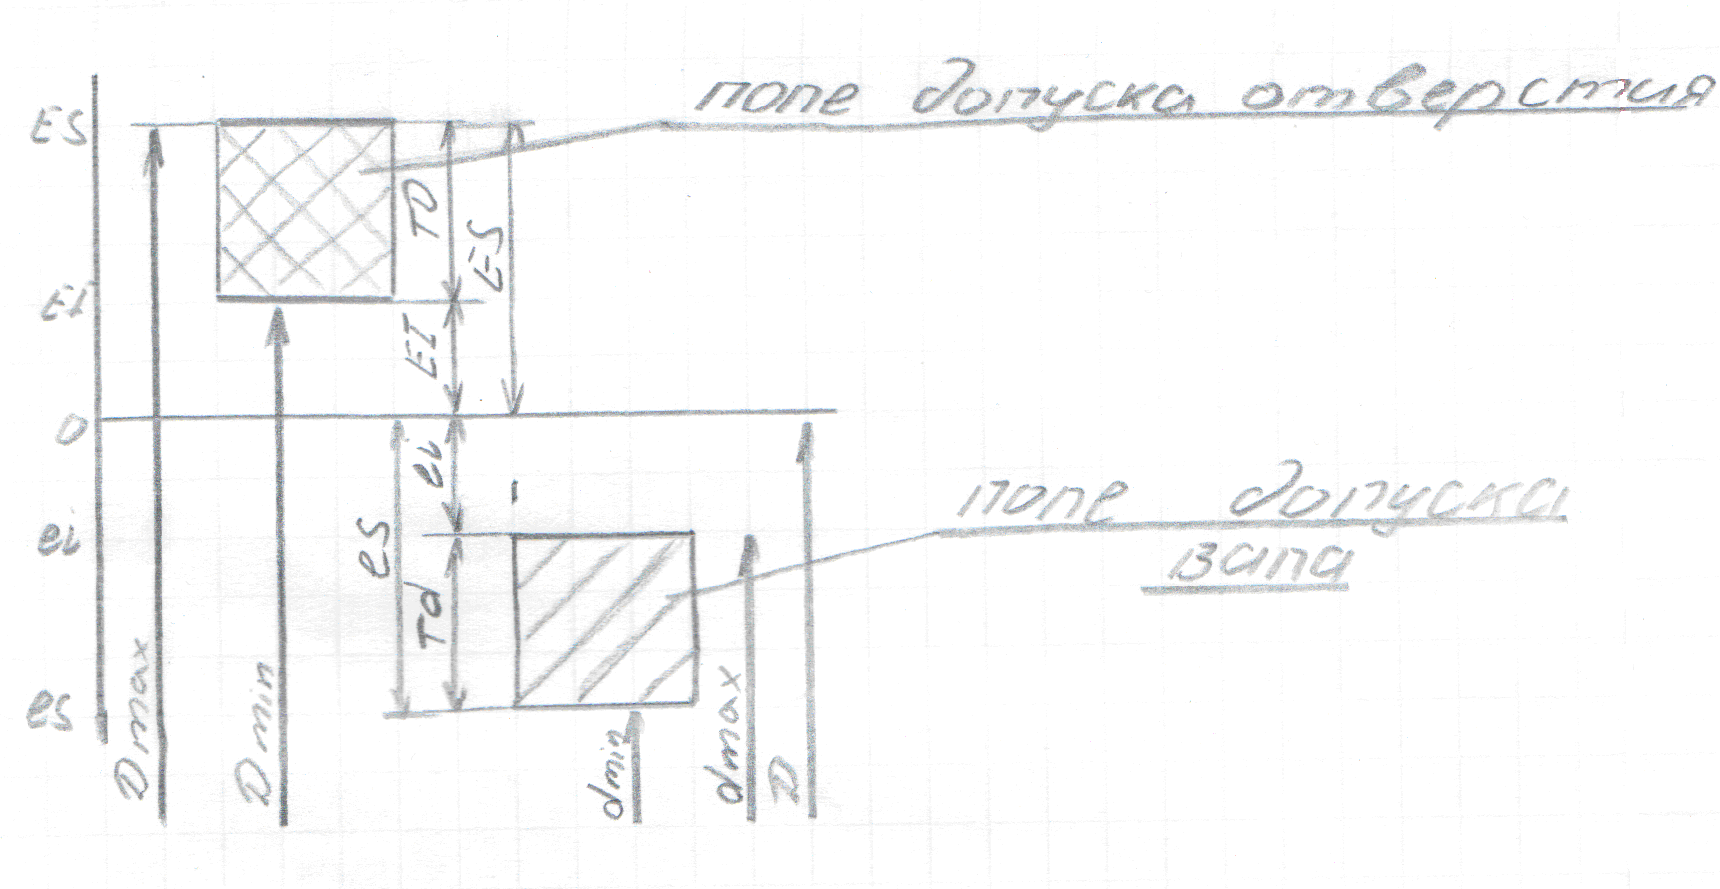 поле допуска отверстия
ES
TD
ES
EI
EI
0
ei
поле допуска
вала
ei
es
Td
es
Dmax
Dmin
dmin
dmax
D